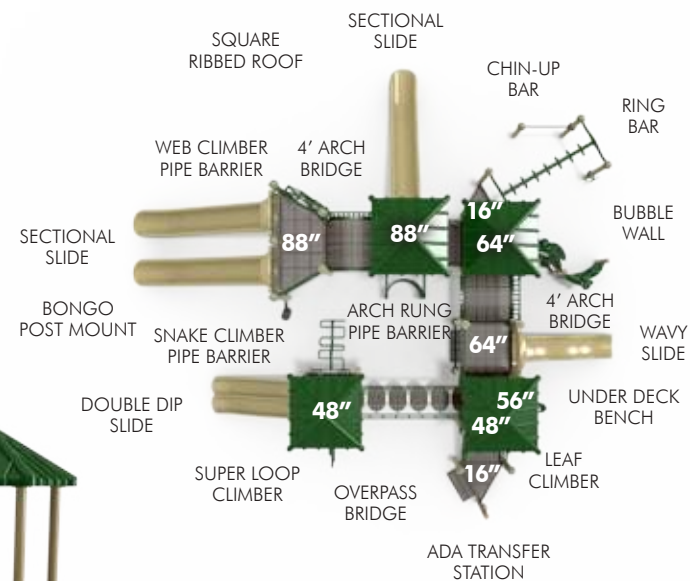 SECTIONAL
SLIDE
SQUARE
RIBBED ROOF
CHIN-UP
BAR
RING
BAR
WEB CLIMBER
PIPE BARRIER
4’ ARCH
BRIDGE
16”
BUBBLE
WALL
88”
88”
64”
SECTIONAL
SLIDE
BONGO
POST MOUNT
SNAKE CLIMBER
PIPE BARRIER
ARCH RUNG
PIPE BARRIER
4’ ARCH
BRIDGE
64”
WAVY
SLIDE
DOUBLE DIP
SLIDE
48”
56”
48”
UNDER DECK
BENCH
16”
LEAF
CLIMBER
SUPER LOOP
CLIMBER
OVERPASS
BRIDGE
ADA TRANSFER
STATION